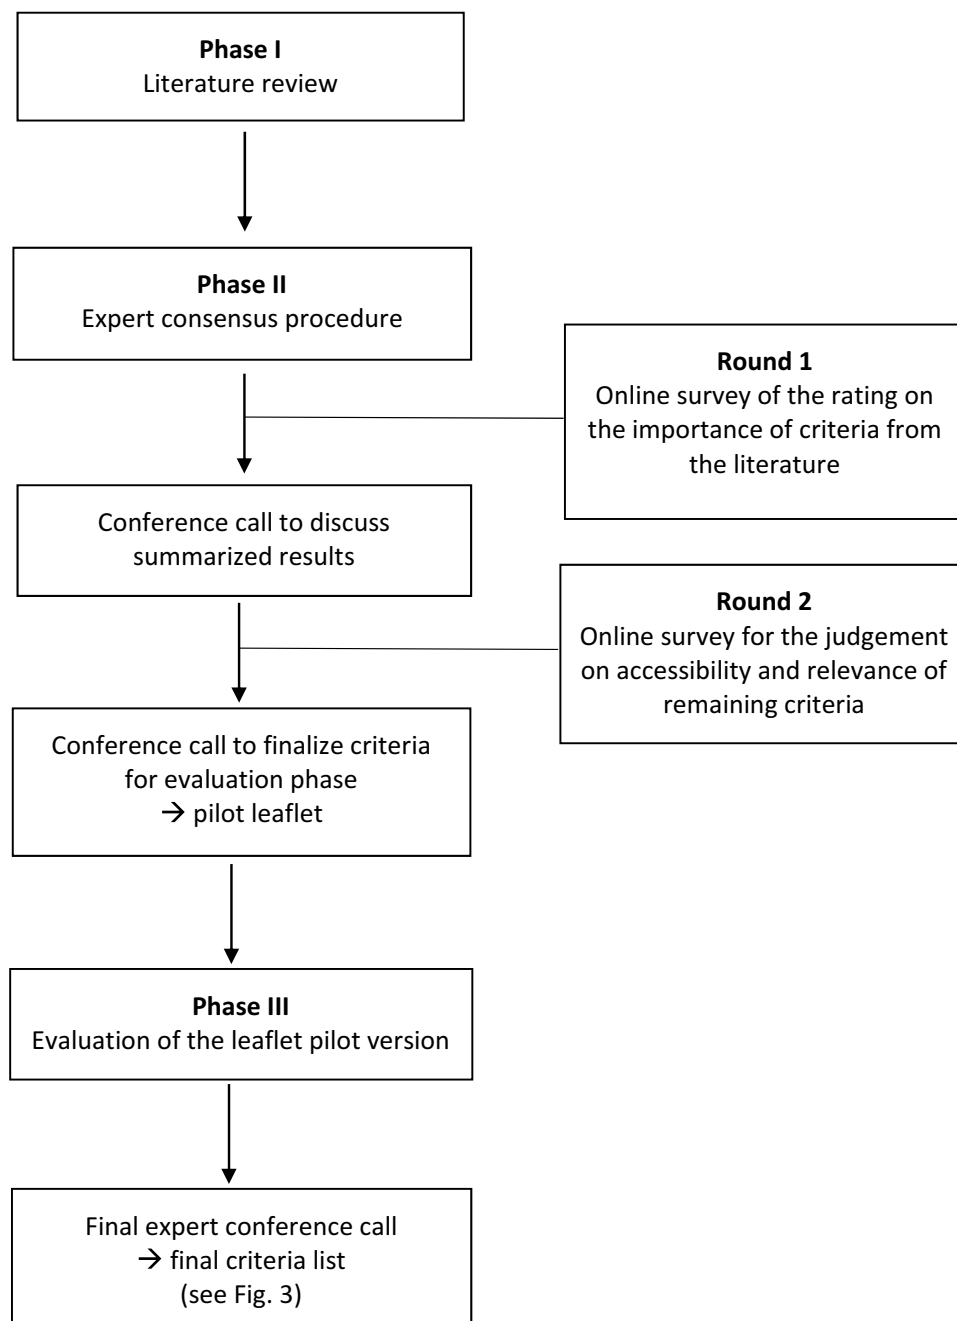 Phase I
Literature review
Phase II
Expert consensus procedure
Round 1
Online survey of the rating on
the importance of criteria from
the literature
Conference call to discuss
summarized results
Round 2
Online survey for the judgement
on accessibility and relevance of
remaining criteria
Conference call to finalize criteria
for evaluation phase
→ pilot leaflet
Phase III
Evaluation of the leaflet pilot version
Final expert conference call
→ final criteria list
(see Fig. 3)